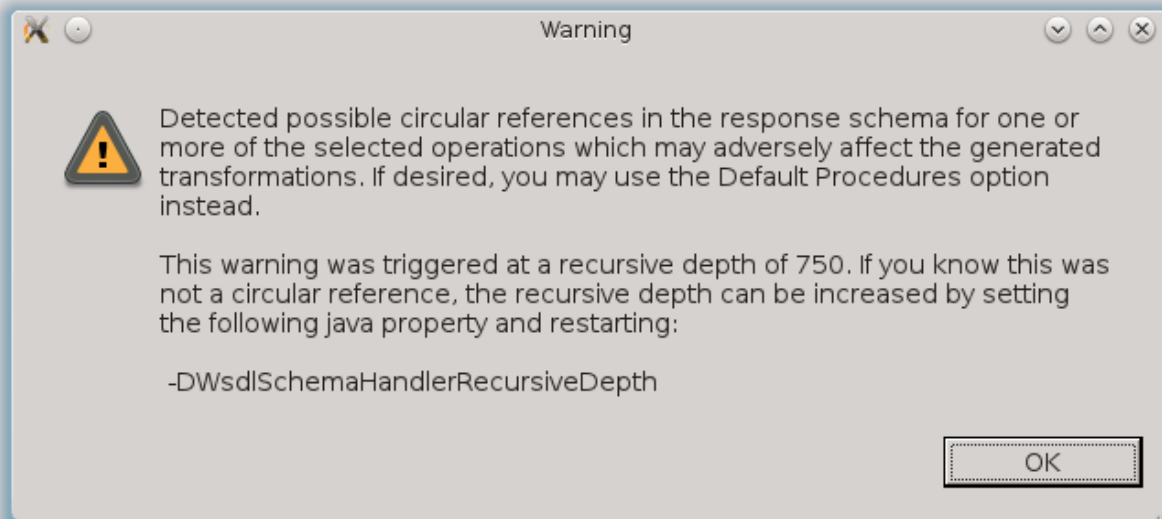 Warning
Detected possible circular references in the response schema for one or
more of the selected operations which may adversely affect the generated
transformations. If desired, you may use the Default Procedures option
instead.
This warning was triggered at a recursive depth of 750. If you know this was
not a circular reference, the recursive depth can be increased by setting
the following java property and restarting:
-DWsdlSchemaHandlerRecursiveDepth
OK